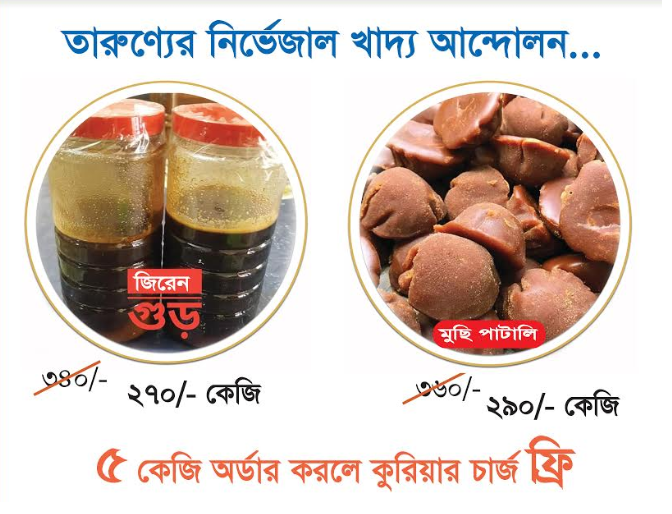 তারুণ্যের নির্ভেজাল খাদ্য আন্দোলন...
জিরেন
গুড়
মুছি পাটালি
৩৪০/-
২৭০/- কেজি
৩৬০/-
২৯০/- কেজি
৫ কেজি অর্ডার করলে কুরিয়ার চার্জ ফ্রি